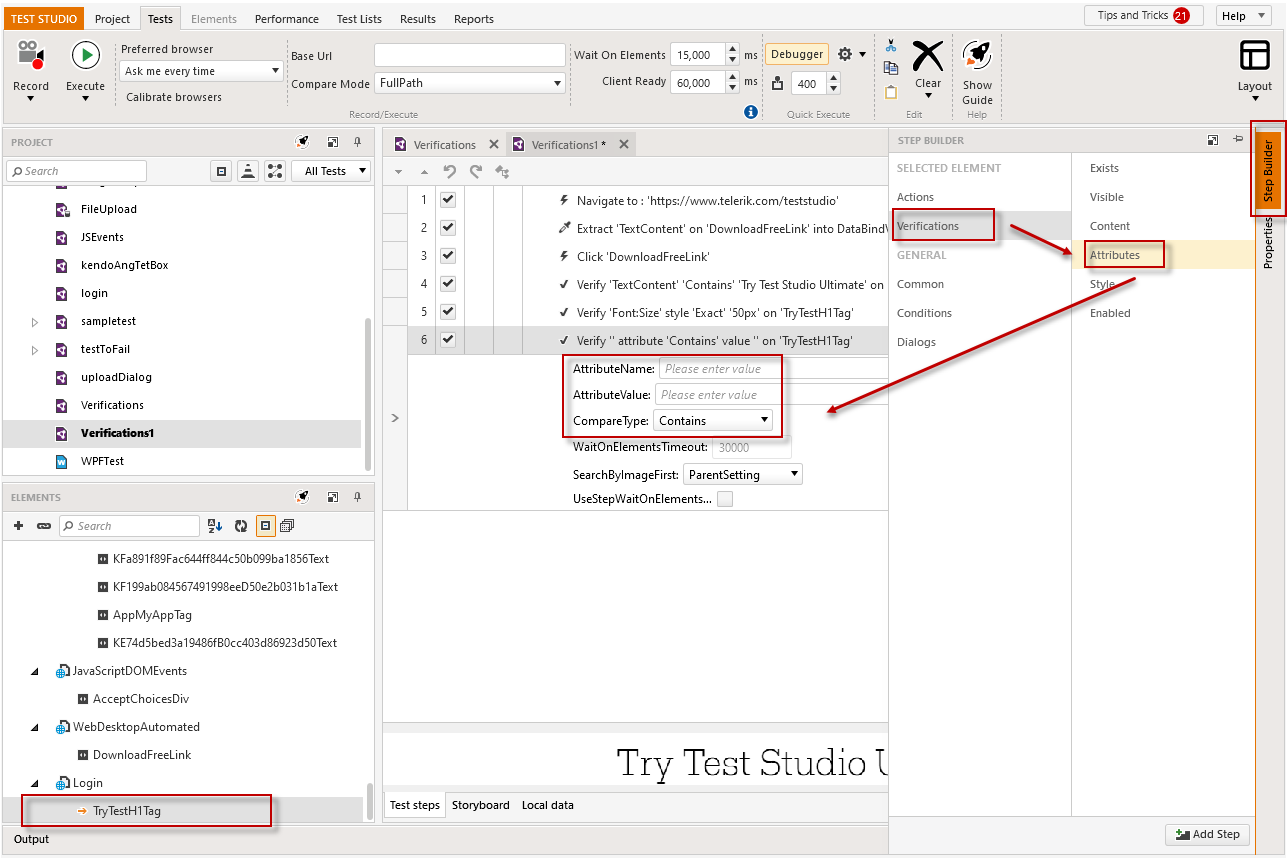 TEST STUDIO
Project
Tests
Elements
Performance
Test Lists
Results
Reports
Tips and Tricks 21
Help
Record
Execute
Preferred browser
Ask me every time
Calibrate browsers
Base Url
Compare Mode FullPath
Record/Execute
Wait On Elements 15,000 ms
Client Ready 60,000 ms
Debugger
400
Quick Execute
Clear
Edit
Show
Guide
Help
Layout
PROJECT
Search
All Tests
FileUpload
JSEvents
kendoAngTetBox
login
sampletest
testToFail
uploadDialog
Verifications
Verifications1
WPFTest
ELEMENTS
Search
KFa891f89Fac644ff844c50b099ba1856Text
KF199ab084567491998eeD50e2b031b1aText
AppMyAppTag
KE74d5bed3a19486fB0cc403d86923d50Text
JavaScriptDOMEvents
AcceptChoicesDiv
WebDesktopAutomated
DownloadFreeLink
Login
TryTestH1Tag
Output
Verifications
Verifications1 *
1 Navigate to : 'https://www.telerik.com/teststudio'
2 Extract 'TextContent' on 'DownloadFreeLink' into DataBindV
3 Click 'DownloadFreeLink'
4 Verify 'TextContent' 'Contains' 'Try Test Studio Ultimate' on
5 Verify 'FontSize' style 'Exact' '50px' on 'TryTestH1Tag'
6 Verify '' attribute 'Contains' value '' on 'TryTestH1Tag'
AttributeName: Please enter value
AttributeValue: Please enter value
CompareType: Contains
WaitOnElementsTimeout: 30000
SearchByImageFirst: ParentSetting
UseStepWaitOnElements...
Try Test Studio U
Test steps
Storyboard
Local data
STEP BUILDER
SELECTED ELEMENT
Actions
Verifications
GENERAL
Common
Conditions
Dialogs
Exists
Visible
Content
Attributes
Style
Enabled
Add Step
Step Builder
Properties